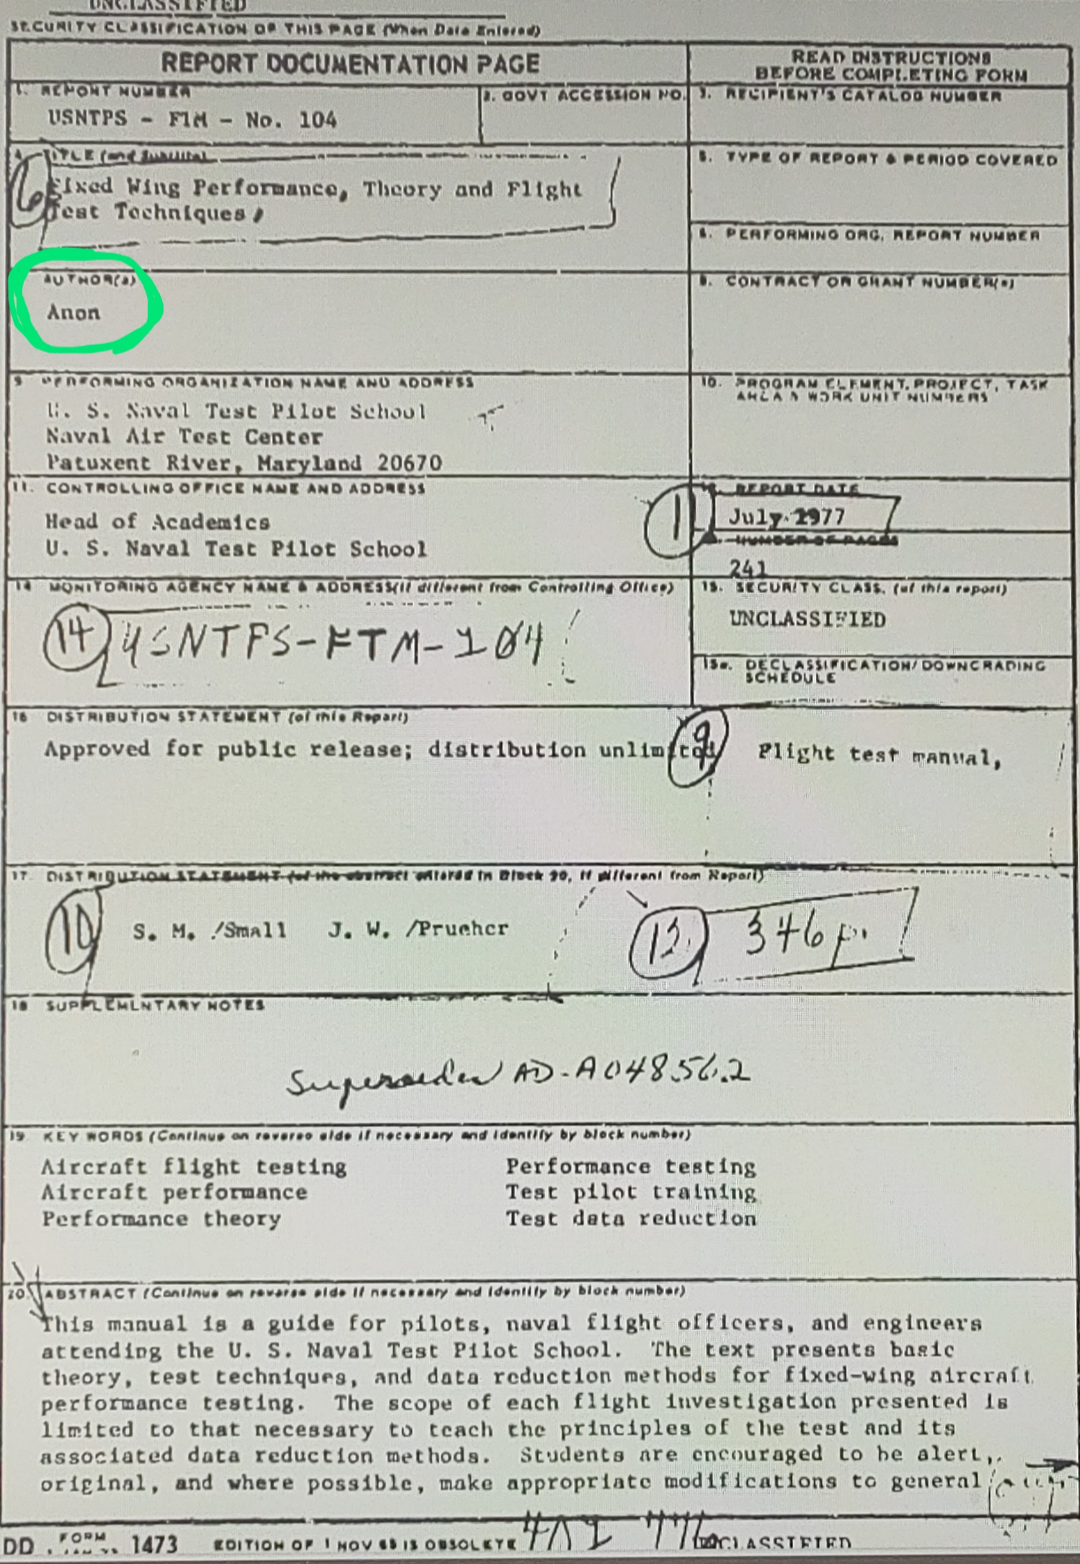 UNCLASSIFIED
SECURITY CLASSIFICATION OF THIS PAGE (When Data Entered)
REPORT DOCUMENTATION PAGE
READ INSTRUCTIONS
BEFORE COMPLETING FORM
1. REPORT NUMBER
2. GOVT ACCESSION NO.
3. RECIPIENT'S CATALOG NUMBER
USNTPS - FTM - No. 104
4. TITLE (and Subtitle)
5. TYPE OF REPORT & PERIOD COVERED
6
Fixed Wing Performance, Theory and Flight
Test Techniques,
6. PERFORMING ORG. REPORT NUMBER
AUTHOR(s)
8. CONTRACT OR GRANT NUMBER(s)
Anon
9. PERFORMING ORGANIZATION NAME AND ADDRESS
10. PROGRAM ELEMENT, PROJECT, TASK
AREA & WORK UNIT NUMBERS
U. S. Naval Test Pilot School
Naval Air Test Center
Patuxent River, Maryland 20670
11. CONTROLLING OFFICE NAME AND ADDRESS
REPORT DATE
Head of Academics
11
July 1977
U. S. Naval Test Pilot School
NUMBER OF PAGES
241
14 MONITORING AGENCY NAME & ADDRESS(if different from Controlling Office)
15. SECURITY CLASS. (of this report)
14 USNTPS-FTM-104
UNCLASSIFIED
15a. DECLASSIFICATION/DOWNGRADING
SCHEDULE
16 DISTRIBUTION STATEMENT (of this Report)
Approved for public release; distribution unlimited
9
Flight test manual,
17. DISTRIBUTION STATEMENT (of the abstract entered in Block 20, if different from Report)
10 S. M. /Small J. W. /Prueher
12 346 p.
18 SUPPLEMENTARY NOTES
Supersedes AD-A048562
19. KEY WORDS (Continue on reverse side if necessary and identify by block number)
Aircraft flight testing
Aircraft performance
Performance theory
Performance testing
Test pilot training
Test data reduction
20. ABSTRACT (Continue on reverse side if necessary and identify by block number)
This manual is a guide for pilots, naval flight officers, and engineers
attending the U. S. Naval Test Pilot School. The text presents basic
theory, test techniques, and data reduction methods for fixed-wing aircraft
performance testing. The scope of each flight investigation presented is
limited to that necessary to teach the principles of the test and its
associated data reduction methods. Students are encouraged to be alert,
original, and where possible, make appropriate modifications to general
DD FORM 1473 EDITION OF 1 NOV 65 IS OBSOLETE
UNCLASSIFIED